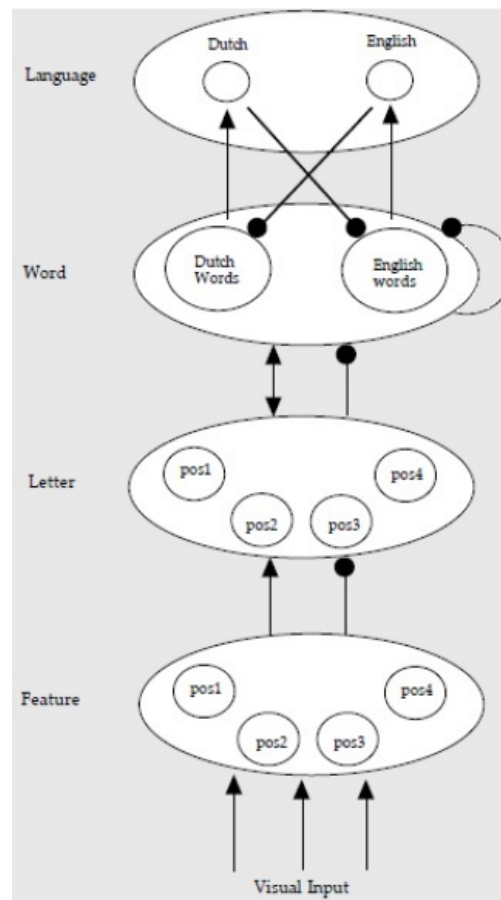 Dutch
English
Language
Dutch
Words
English
words
Word
pos1
pos4
Letter
pos2
pos3
pos1
pos4
Feature
pos2
pos3
Visual Input